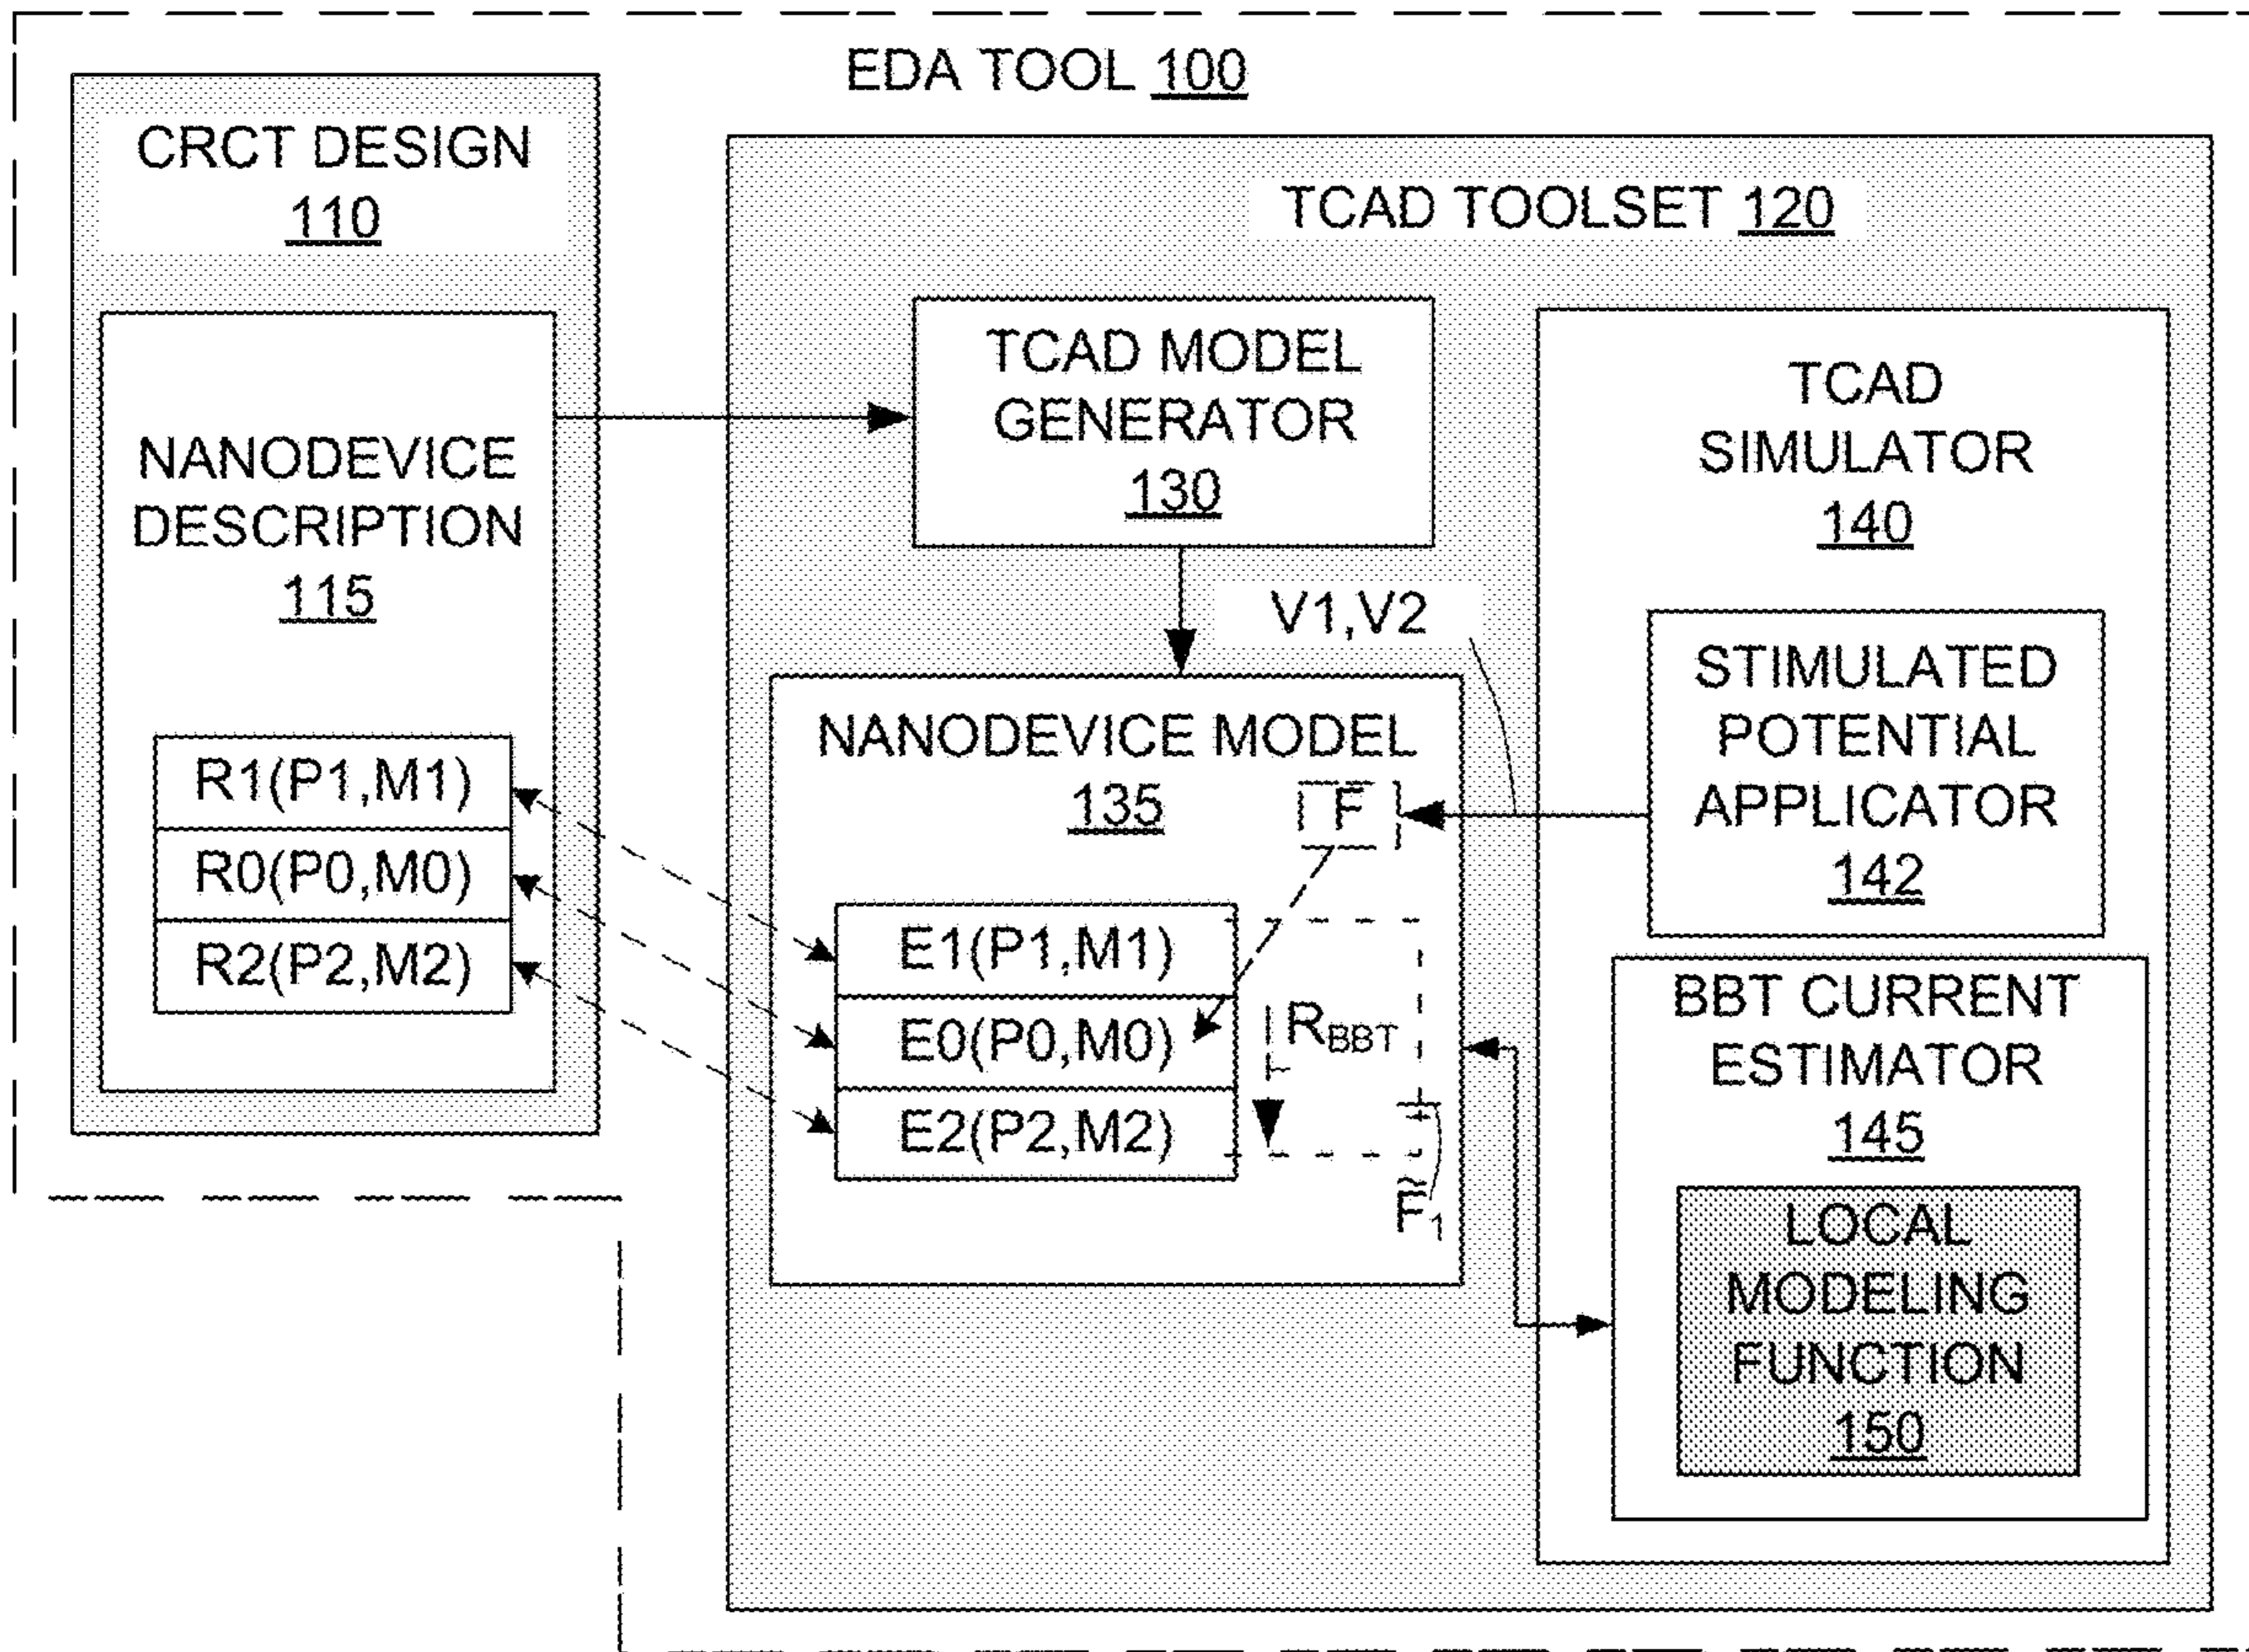 EDA TOOL 100
CRCT DESIGN
110
NANODEVICE
DESCRIPTION
115
R1(P1,M1)
R0(P0,M0)
R2(P2,M2)
TCAD TOOLSET 120
TCAD MODEL
GENERATOR
130
V1,V2
NANODEVICE MODEL
135
F
E1(P1,M1)
E0(P0,M0)
E2(P2,M2)
R_BBT
F̃₁
TCAD
SIMULATOR
140
STIMULATED
POTENTIAL
APPLICATOR
142
BBT CURRENT
ESTIMATOR
145
LOCAL
MODELING
FUNCTION
150